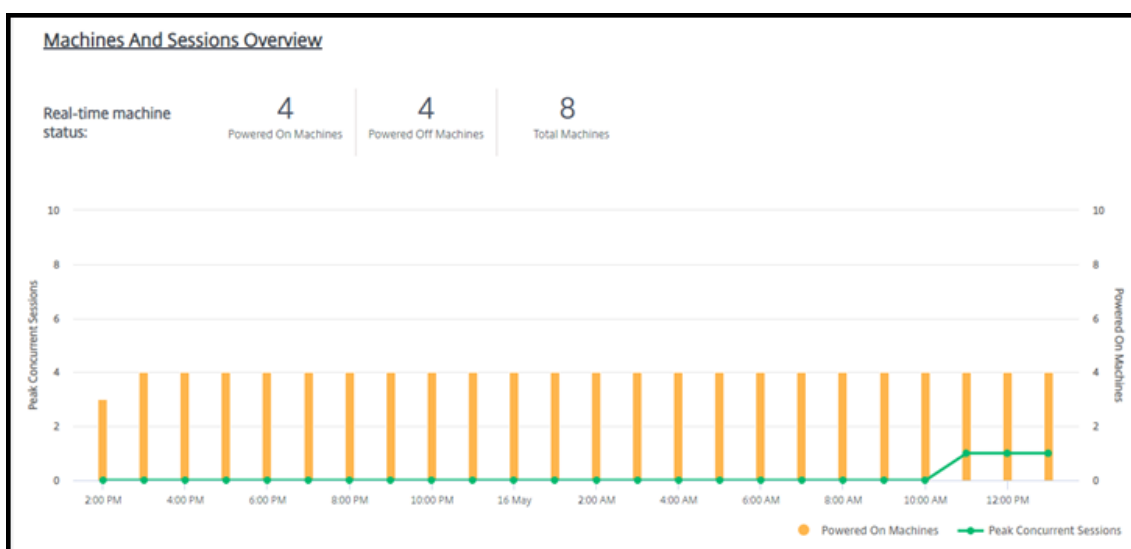 Machines And Sessions Overview
Real-time machine
status:
4
Powered On Machines
4
Powered Off Machines
8
Total Machines
10
8
6
4
2
0
Peak Concurrent Sessions
10
8
6
4
2
0
Powered On Machines
2:00 PM 4:00 PM 6:00 PM 8:00 PM 10:00 PM 16 May 2:00 AM 4:00 AM 6:00 AM 8:00 AM 10:00 AM 12:00 PM
Powered On Machines Peak Concurrent Sessions